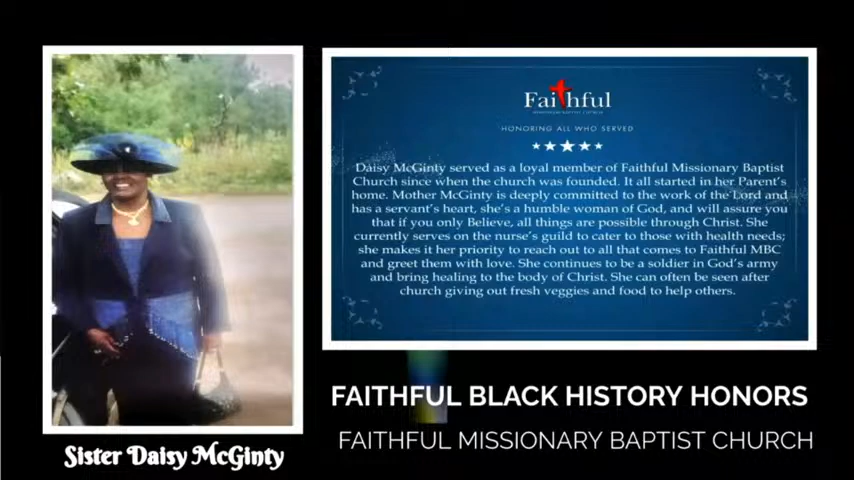 Faithful
HONORING ALL WHO SERVED
Daisy McGinty served as a loyal member of Faithful Missionary Baptist
Church since when the church was founded. It all started in her Parent's
home. Mother McGinty is deeply committed to the work of the Lord and
has a servant's heart, she's a humble woman of God, and will assure you
that if you only Believe, all things are possible through Christ. She
currently serves on the nurse's guild to cater to those with health needs;
she makes it her priority to reach out to all that comes to Faithful MBC
and greet them with love. She continues to be a soldier in God's army
and bring healing to the body of Christ. She can often be seen after
church giving out fresh veggies and food to help others.
FAITHFUL BLACK HISTORY HONORS
FAITHFUL MISSIONARY BAPTIST CHURCH
Sister Daisy McGinty